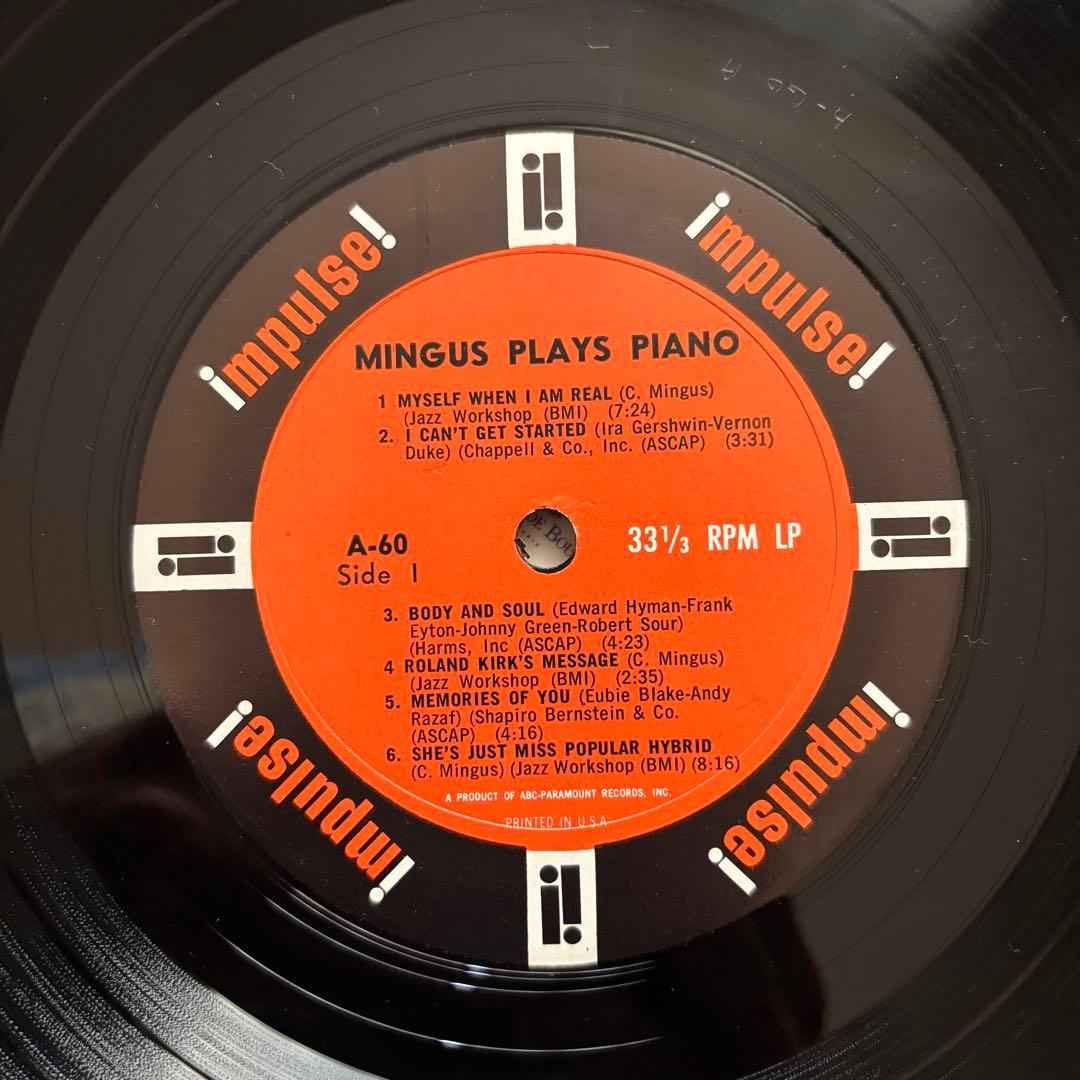 A 60-A
impulse!
impulse!
MINGUS PLAYS PIANO
1 MYSELF WHEN I AM REAL (C. Mingus)
(Jazz Workshop (BMI) (7:24)
2. I CAN'T GET STARTED (Ira Gershwin-Vernon
Duke) (Chappell & Co., Inc. (ASCAP) (3:31)
A-60
Side 1
33⅓ RPM LP
3. BODY AND SOUL (Edward Hyman-Frank
Eyton-Johnny Green-Robert Sour)
(Harms, Inc (ASCAP) (4:23)
4 ROLAND KIRK'S MESSAGE (C. Mingus)
(Jazz Workshop (BMI) (2:35)
5. MEMORIES OF YOU (Eubie Blake-Andy
Razaf) (Shapiro Bernstein & Co.
(ASCAP) (4:16)
6. SHE'S JUST MISS POPULAR HYBRID
(C. Mingus) (Jazz Workshop (BMI) (8:16)
A PRODUCT OF ABC-PARAMOUNT RECORDS, INC.
PRINTED IN U.S.A.
impulse!
impulse!